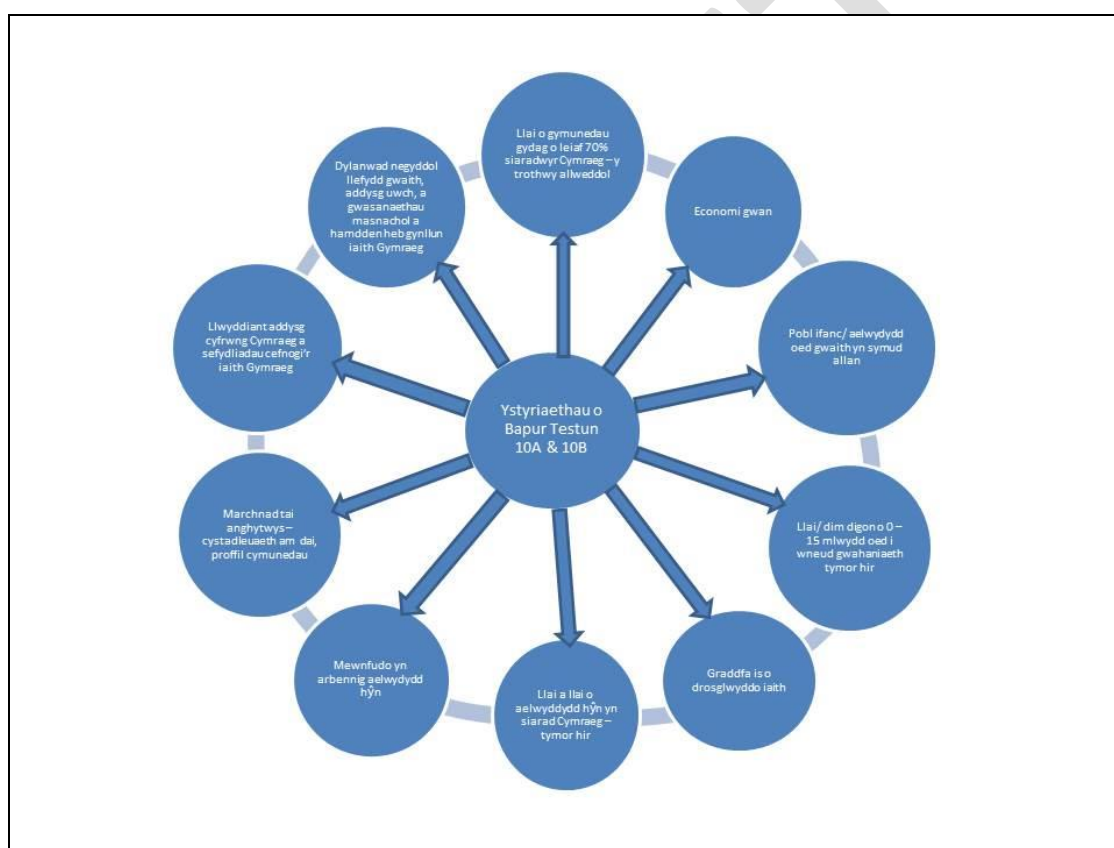 Llai o gymunedau
gydag o leiaf 70%
siaradwyr Cymraeg – y
trothwy allweddol
Economi gwan
Pobl ifanc/ aelwydydd
oed gwaith yn symud
allan
Llai/ dim digon o 0 –
15 mlwydd oed i
wneud gwahaniaeth
tymor hir
Graddfa is o
drosglwyddo iaith
Llai a llai o
aelwyddydd hŷn yn
siarad Cymraeg –
tymor hir
Mewnfudo yn
arbennig aelwydydd
hŷn
Marchnad tai
anghytwys –
cystadleuaeth am dai,
proffil cymunedau
Llwyddiant addysg
cyfrwng Cymraeg a
sefydliadau cefnogi'r
iaith Gymraeg
Dylanwad negyddol
llefydd gwaith,
addysg uwch, a
gwasanaethau
masnachol a
hamdden heb gynllun
iaith Gymraeg
Ystyriaethau o
Bapur Testun
10A & 10B